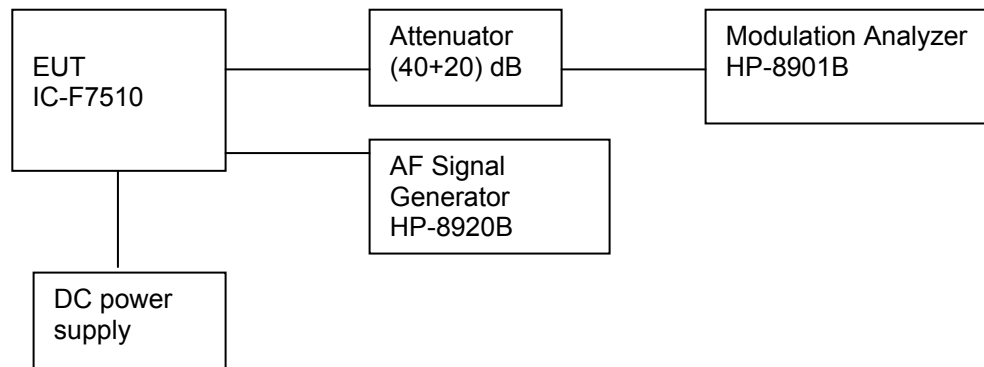 EUT
IC-F7510
Attenuator
(40+20) dB
Modulation Analyzer
HP-8901B
AF Signal
Generator
HP-8920B
DC power
supply